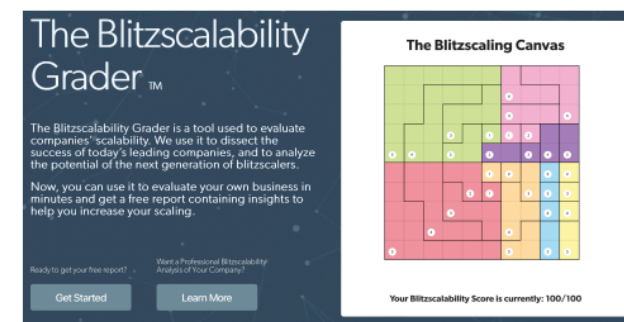 The Blitzscalability
Grader TM
The Blitzscalability Grader is a tool used to evaluate
companies' scalability. We use it to dissect the
success of today's leading companies, and to analyze
the potential of the next generation of blitzscalers.
Now, you can use it to evaluate your own business in
minutes and get a free report containing insights to
help you increase your scaling.
Ready to get your free report?
Get Started
Want a Professional Blitzscalability
Analysis of Your Company?
Learn More
The Blitzscaling Canvas
Your Blitzscalability Score is currently: 100/100